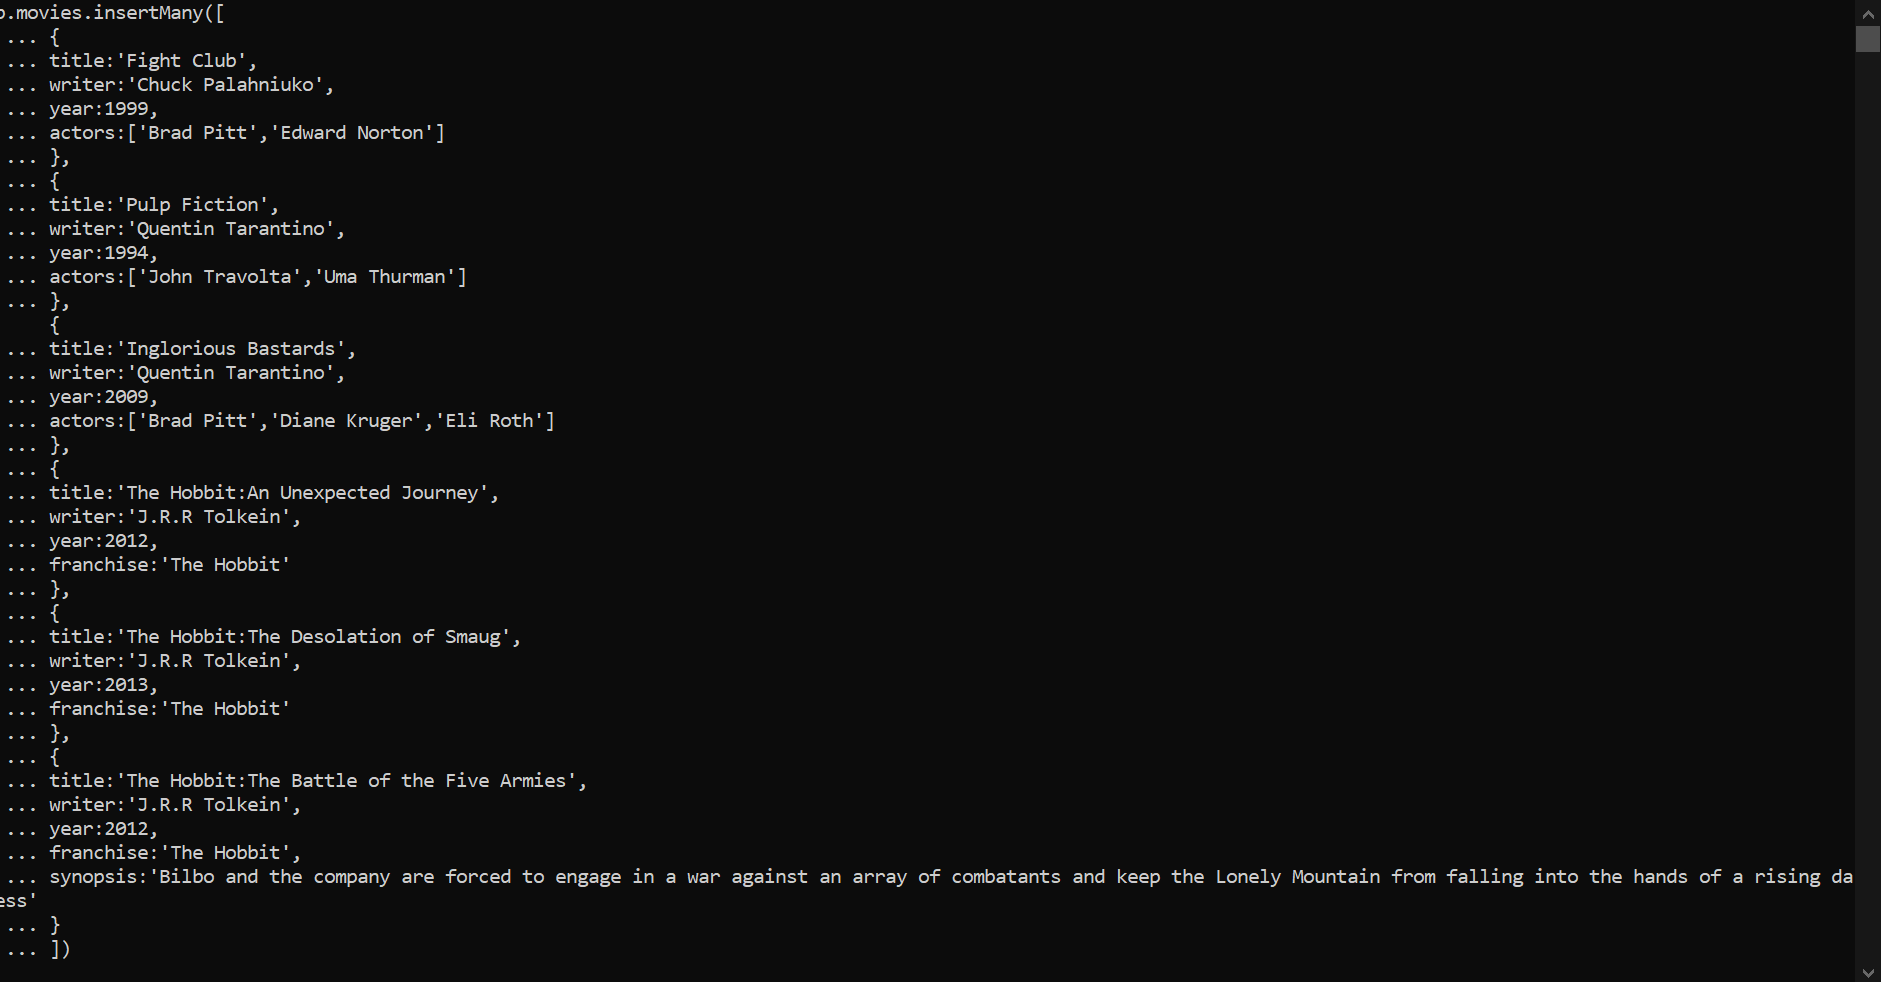 .movies.insertMany([
... {
... title:'Fight Club',
... writer:'Chuck Palahniuko',
... year:1999,
... actors:['Brad Pitt','Edward Norton']
... },
... {
... title:'Pulp Fiction',
... writer:'Quentin Tarantino',
... year:1994,
... actors:['John Travolta','Uma Thurman']
... },
{
... title:'Inglorious Bastards',
... writer:'Quentin Tarantino',
... year:2009,
... actors:['Brad Pitt','Diane Kruger','Eli Roth']
... },
... {
... title:'The Hobbit:An Unexpected Journey',
... writer:'J.R.R Tolkein',
... year:2012,
... franchise:'The Hobbit'
... },
... {
... title:'The Hobbit:The Desolation of Smaug',
... writer:'J.R.R Tolkein',
... year:2013,
... franchise:'The Hobbit'
... },
... {
... title:'The Hobbit:The Battle of the Five Armies',
... writer:'J.R.R Tolkein',
... year:2012,
... franchise:'The Hobbit',
... synopsis:'Bilbo and the company are forced to engage in a war against an array of combatants and keep the Lonely Mountain from falling into the hands of a rising da
ess'
... }
... ])